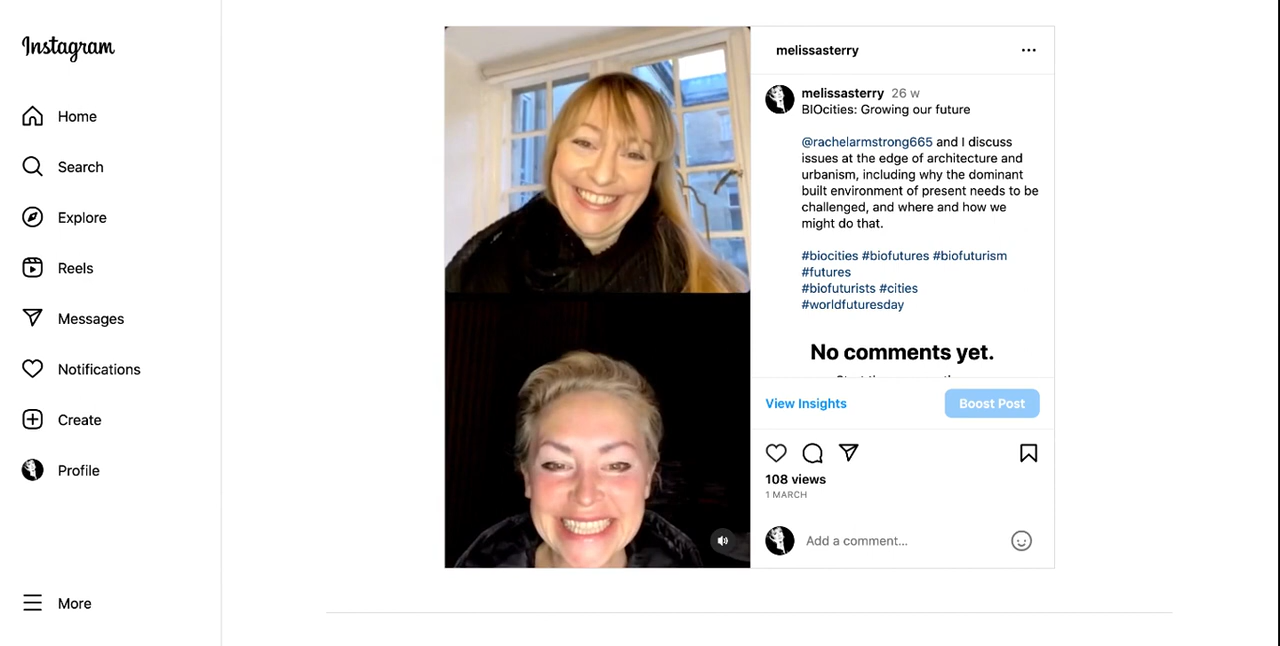 Instagram
Home
Search
Explore
Reels
Messages
Notifications
Create
Profile
More
melissasterry
melissasterry 26 w
BIOcities: Growing our future
@rachelarmstrong665 and I discuss
issues at the edge of architecture and
urbanism, including why the dominant
built environment of present needs to be
challenged, and where and how we
might do that.
#biocities #biofutures #biofuturism
#futures
#biofuturists #cities
#worldfuturesday
No comments yet.
View Insights
Boost Post
108 views
1 MARCH
Add a comment...